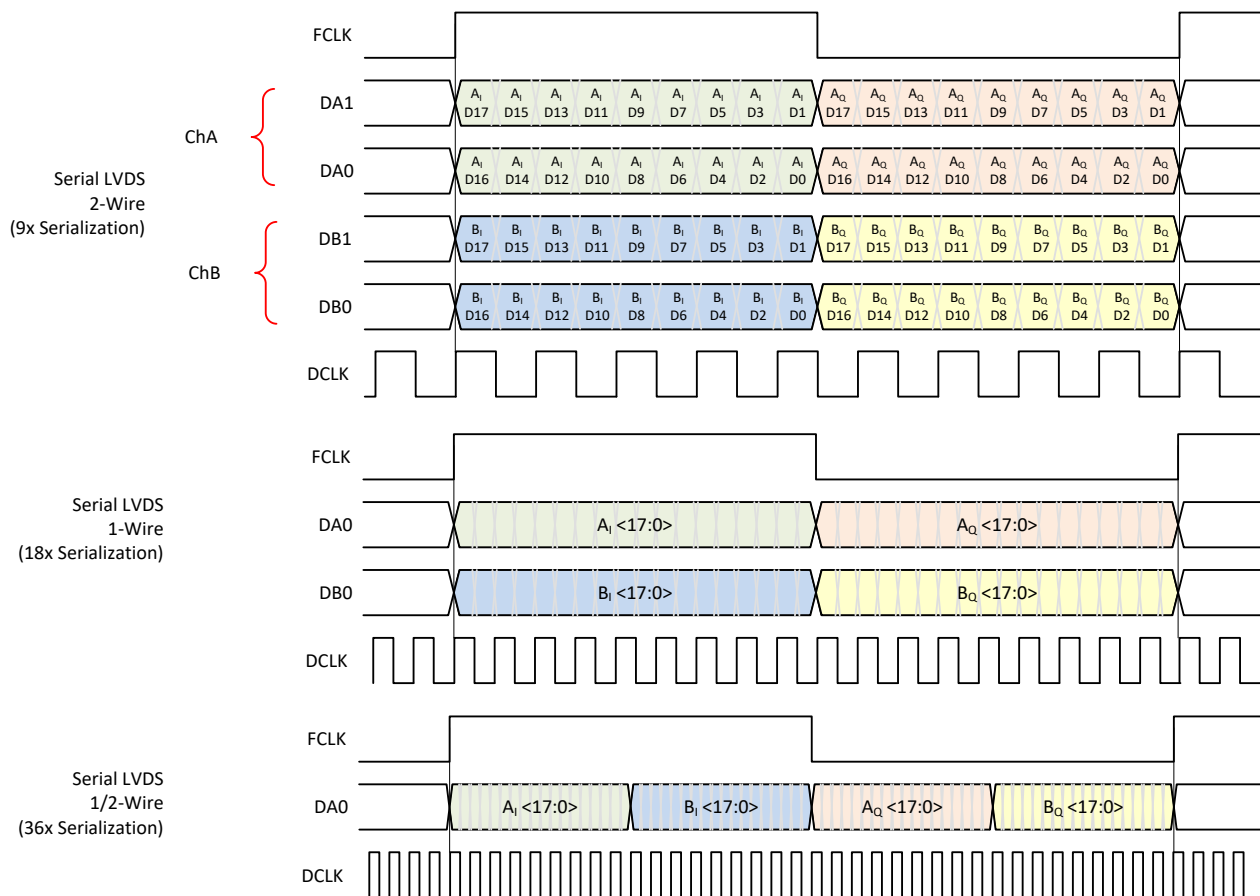 FCLK
DA1
A_I A_I A_I A_I A_I A_I A_I A_I A_I A_Q A_Q A_Q A_Q A_Q A_Q A_Q A_Q A_Q
D17 D15 D13 D11 D9 D7 D5 D3 D1 D17 D15 D13 D11 D9 D7 D5 D3 D1
ChA
DA0
A_I A_I A_I A_I A_I A_I A_I A_I A_I A_Q A_Q A_Q A_Q A_Q A_Q A_Q A_Q A_Q
D16 D14 D12 D10 D8 D6 D4 D2 D0 D16 D14 D12 D10 D8 D6 D4 D2 D0
Serial LVDS
2-Wire
(9x Serialization)
DB1
B_I B_I B_I B_I B_I B_I B_I B_I B_I B_Q B_Q B_Q B_Q B_Q B_Q B_Q B_Q B_Q
D17 D15 D13 D11 D9 D7 D5 D3 D1 D17 D15 D13 D11 D9 D7 D5 D3 D1
ChB
DB0
B_I B_I B_I B_I B_I B_I B_I B_I B_I B_Q B_Q B_Q B_Q B_Q B_Q B_Q B_Q B_Q
D16 D14 D12 D10 D8 D6 D4 D2 D0 D16 D14 D12 D10 D8 D6 D4 D2 D0
DCLK
FCLK
Serial LVDS
1-Wire
(18x Serialization)
DA0 A_I <17:0> A_Q <17:0>
DB0 B_I <17:0> B_Q <17:0>
DCLK
FCLK
Serial LVDS
1/2-Wire
(36x Serialization)
DA0 A_I <17:0> B_I <17:0> A_Q <17:0> B_Q <17:0>
DCLK